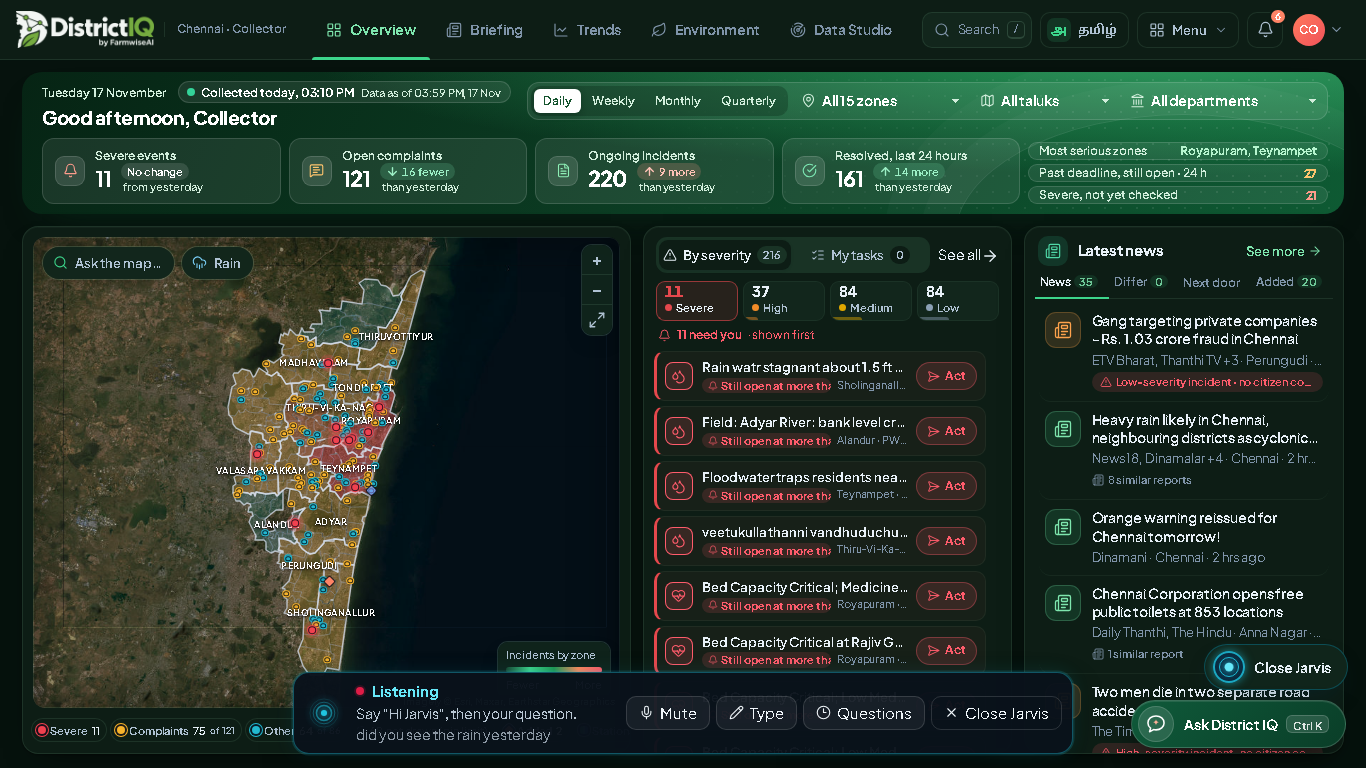 DistrictIQ
by FarmwiseAI
Chennai · Collector
Overview
Briefing
Trends
Environment
Data Studio
Search /
அ தமிழ்
Menu
6
CO
Tuesday 17 November
Collected today, 03:10 PM Data as of 03:59 PM, 17 Nov
Good afternoon, Collector
Daily Weekly Monthly Quarterly
All 15 zones
All taluks
All departments
Severe events
11 No change
from yesterday
Open complaints
121 ↓ 16 fewer
than yesterday
Ongoing incidents
220 ↑ 9 more
than yesterday
Resolved, last 24 hours
161 ↑ 14 more
than yesterday
Most serious zones Royapuram, Teynampet
Past deadline, still open · 24 h 27
Severe, not yet checked 21
Ask the map...
Rain
+
−
THIRUVOTTIYUR
TEYNAMPET
ADYAR
PERUNGUDI
SHOLINGANALLUR
Incidents by zone
Severe 11
Complaints 75 of 121
By severity 216
My tasks 0
See all →
11
Severe
37
High
84
Medium
84
Low
11 need you · shown first
Rain watr stagnant about 1.5 ft ...
Still open at more th
Sholinganall...
Act
Field: Adyar River: bank level cr...
Still open at more th
Alandur · PW...
Act
Floodwater traps residents nea...
Still open at more th
Teynampet · ...
Act
veetukulla thanni vandhuduchu...
Still open at more th
Thiru-Vi-Ka-...
Act
Bed Capacity Critical; Medicine...
Still open at more th
Royapuram · ...
Act
Bed Capacity Critical at Rajiv G...
Still open at more th
Royapuram · ...
Act
Latest news
See more →
News 35
Differ 0
Next door
Added 20
Gang targeting private companies
– Rs. 1.03 crore fraud in Chennai
ETV Bharat, Thanthi TV +3 · Perungudi · ...
Low-severity incident · no citizen co...
Heavy rain likely in Chennai,
neighbouring districts as cyclonic...
News18, Dinamalar +4 · Chennai · 2 hr...
8 similar reports
Orange warning reissued for
Chennai tomorrow!
Dinamani · Chennai · 2 hrs ago
Chennai Corporation opens free
public toilets at 853 locations
Daily Thanthi, The Hindu · Anna Nagar · ...
1 similar report
Two men die in two separate road
Close Jarvis
Listening
Say "Hi Jarvis", then your question.
did you see the rain yesterday
Mute
Type
Questions
Close Jarvis
Ask District IQ Ctrl K